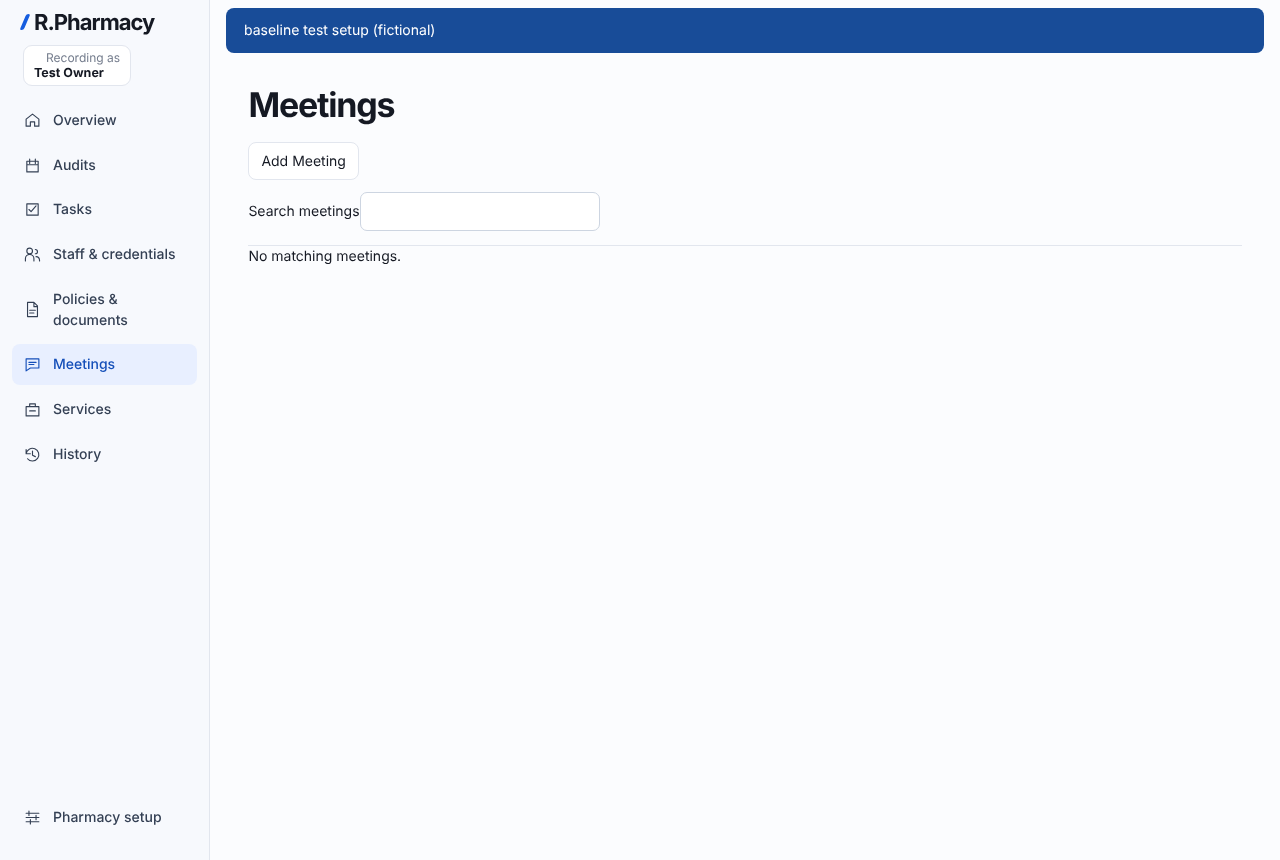 R.Pharmacy
Recording as
Test Owner
Overview
Audits
Tasks
Staff & credentials
Policies &
documents
Meetings
Services
History
Pharmacy setup
baseline test setup (fictional)
Meetings
Add Meeting
Search meetings
No matching meetings.